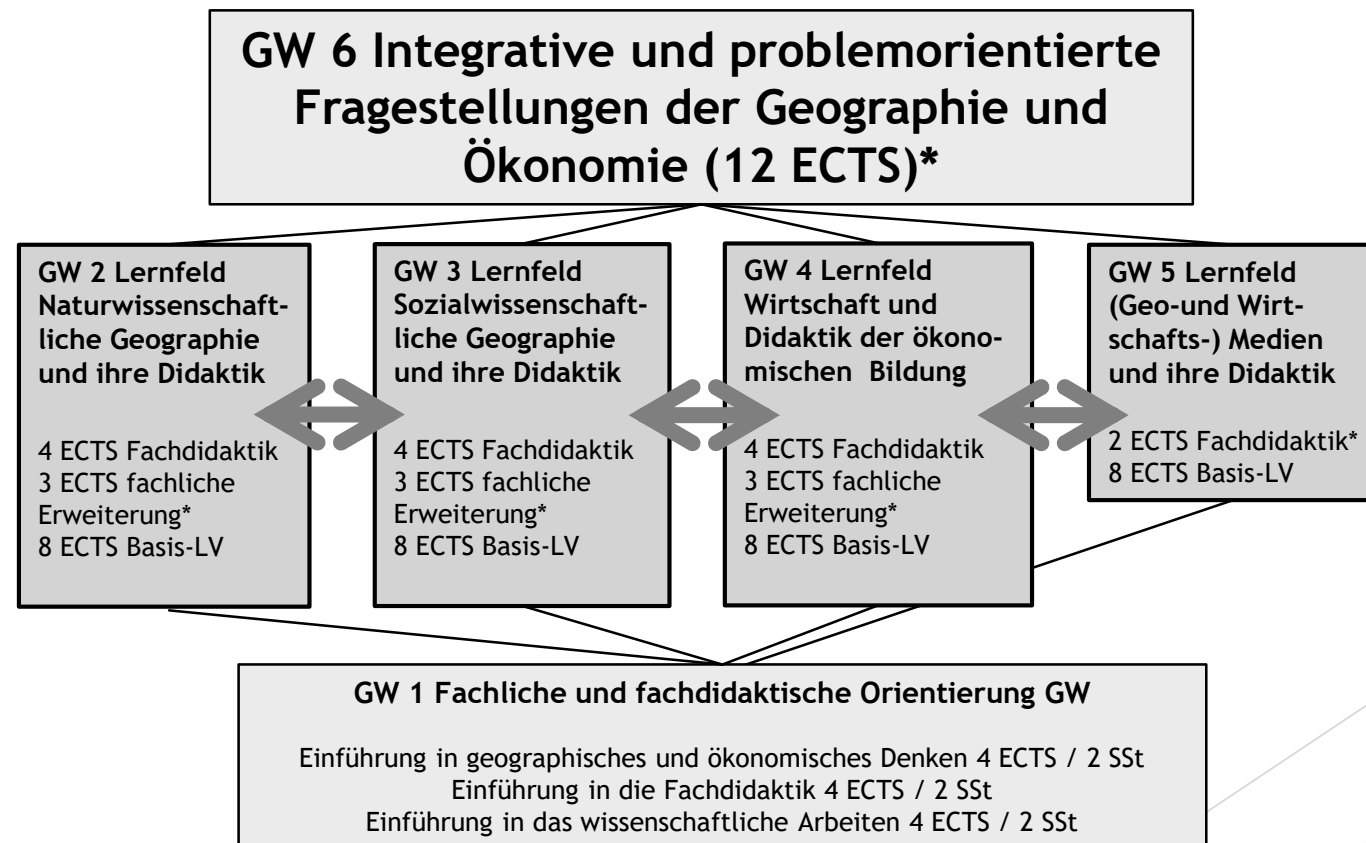 GW 6 Integrative und problemorientierte
Fragestellungen der Geographie und
Ökonomie (12 ECTS)*
GW 2 Lernfeld
Naturwissenschaft-
liche Geographie
und ihre Didaktik
4 ECTS Fachdidaktik
3 ECTS fachliche
Erweiterung*
8 ECTS Basis-LV
GW 3 Lernfeld
Sozialwissenschaft-
liche Geographie
und ihre Didaktik
4 ECTS Fachdidaktik
3 ECTS fachliche
Erweiterung*
8 ECTS Basis-LV
GW 4 Lernfeld
Wirtschaft und
Didaktik der ökono-
mischen Bildung
4 ECTS Fachdidaktik
3 ECTS fachliche
Erweiterung*
8 ECTS Basis-LV
GW 5 Lernfeld
(Geo-und Wirt-
schafts-) Medien
und ihre Didaktik
2 ECTS Fachdidaktik*
8 ECTS Basis-LV
GW 1 Fachliche und fachdidaktische Orientierung GW
Einführung in geographisches und ökonomisches Denken 4 ECTS / 2 SSt
Einführung in die Fachdidaktik 4 ECTS / 2 SSt
Einführung in das wissenschaftliche Arbeiten 4 ECTS / 2 SSt